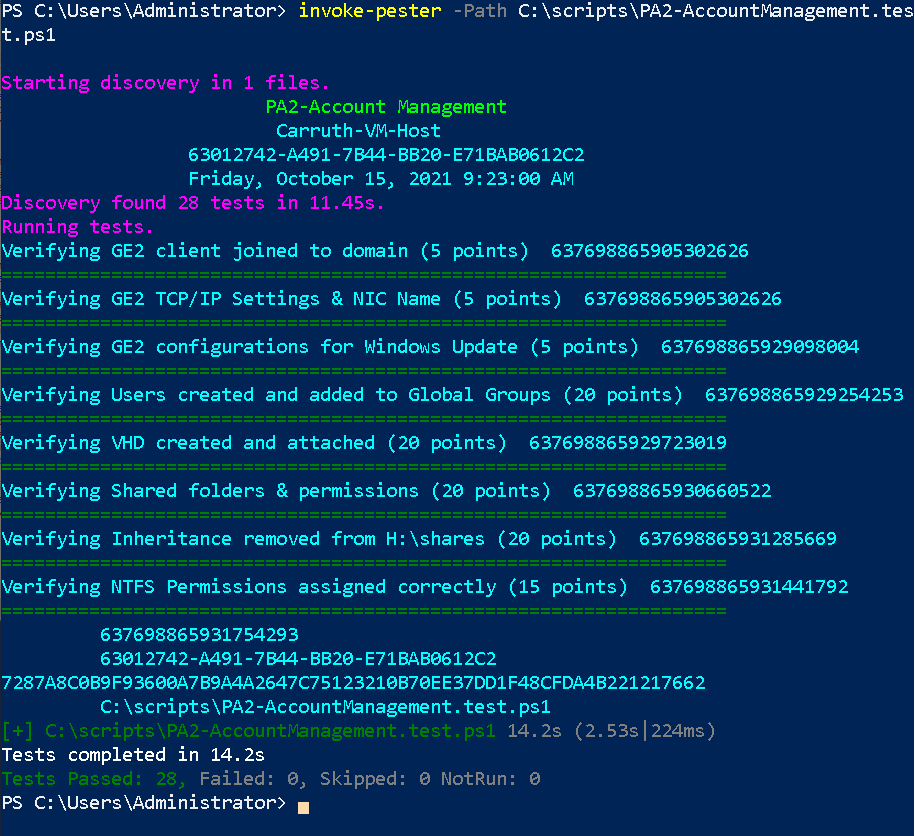 PS C:\Users\Administrator> invoke-pester -Path C:\scripts\PA2-AccountManagement.tes
t.ps1
Starting discovery in 1 files.
PA2-Account Management
Carruth-VM-Host
63012742-A491-7B44-BB20-E71BAB0612C2
Friday, October 15, 2021 9:23:00 AM
Discovery found 28 tests in 11.45s.
Running tests.
Verifying GE2 client joined to domain (5 points)  637698865905302626
==================================================================
Verifying GE2 TCP/IP Settings & NIC Name (5 points)  637698865905302626
==================================================================
Verifying GE2 configurations for Windows Update (5 points)  637698865929098004
==================================================================
Verifying Users created and added to Global Groups (20 points)  637698865929254253
==================================================================
Verifying VHD created and attached (20 points)  637698865929723019
==================================================================
Verifying Shared folders & permissions (20 points)  637698865930660522
==================================================================
Verifying Inheritance removed from H:\shares (20 points)  637698865931285669
==================================================================
Verifying NTFS Permissions assigned correctly (15 points)  637698865931441792
==================================================================
637698865931754293
63012742-A491-7B44-BB20-E71BAB0612C2
7287A8C0B9F93600A7B9A4A2647C75123210B70EE37DD1F48CFDA4B221217662
C:\scripts\PA2-AccountManagement.test.ps1
[+] C:\scripts\PA2-AccountManagement.test.ps1 14.2s (2.53s|224ms)
Tests completed in 14.2s
Tests Passed: 28, Failed: 0, Skipped: 0 NotRun: 0
PS C:\Users\Administrator>